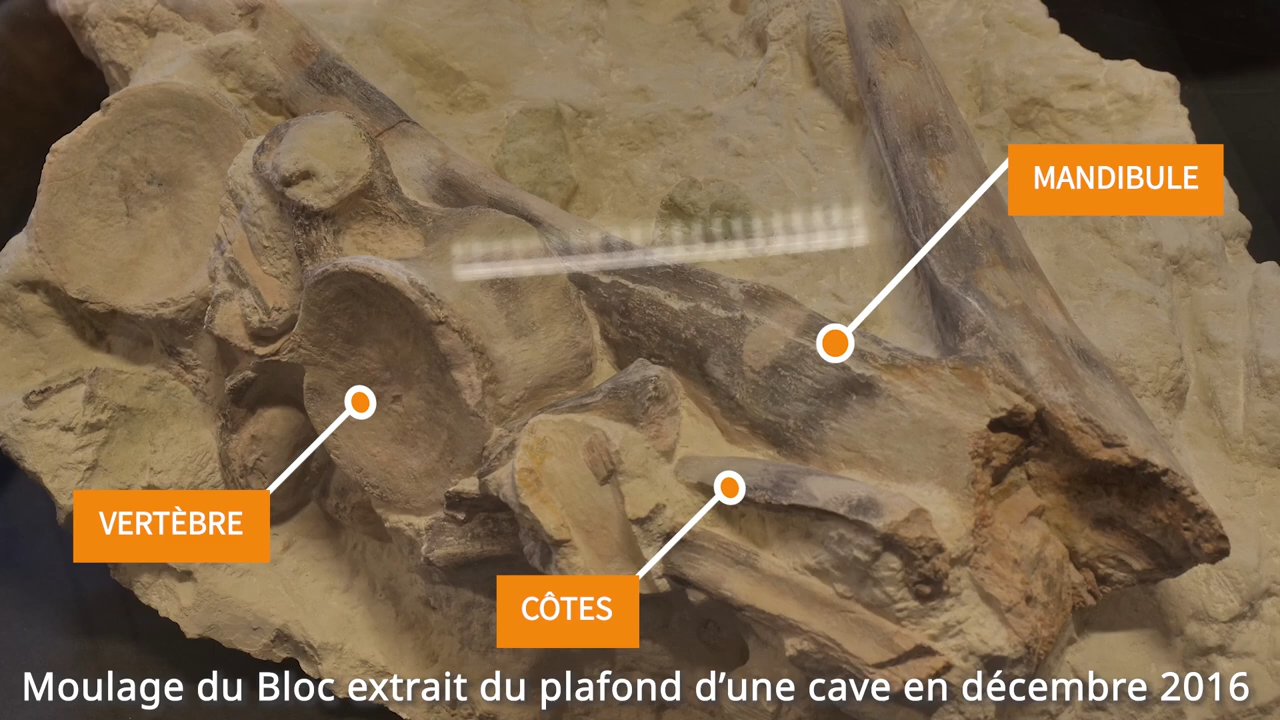 MANDIBULE
VERTÈBRE
CÔTES
Moulage du Bloc extrait du plafond d’une cave en décembre 2016